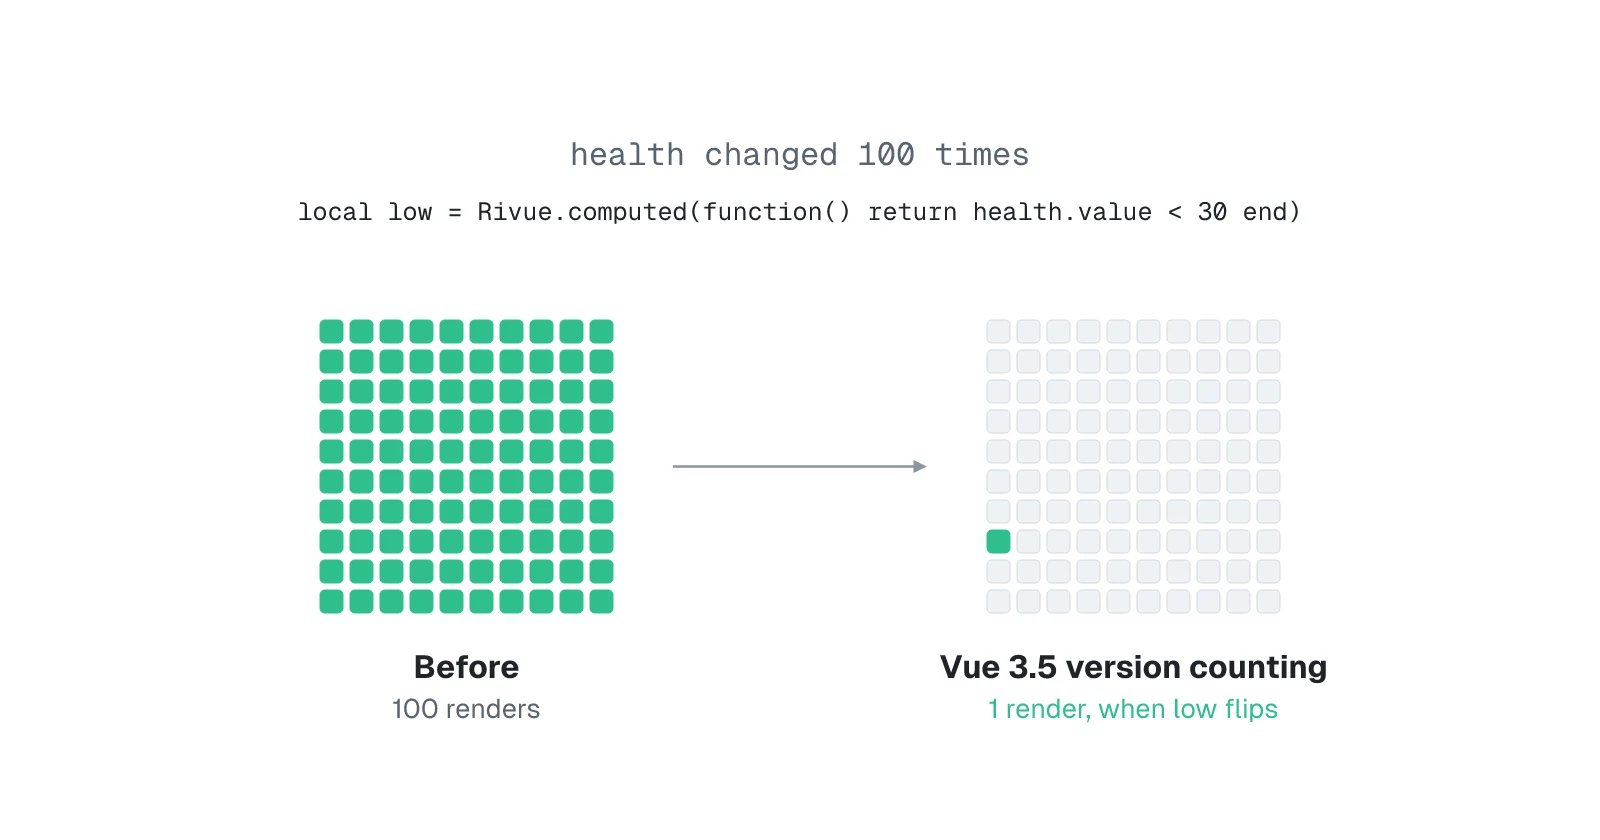 health changed 100 times
local low = Rivue.computed(function() return health.value < 30 end)
Before
100 renders
Vue 3.5 version counting
1 render, when low flips